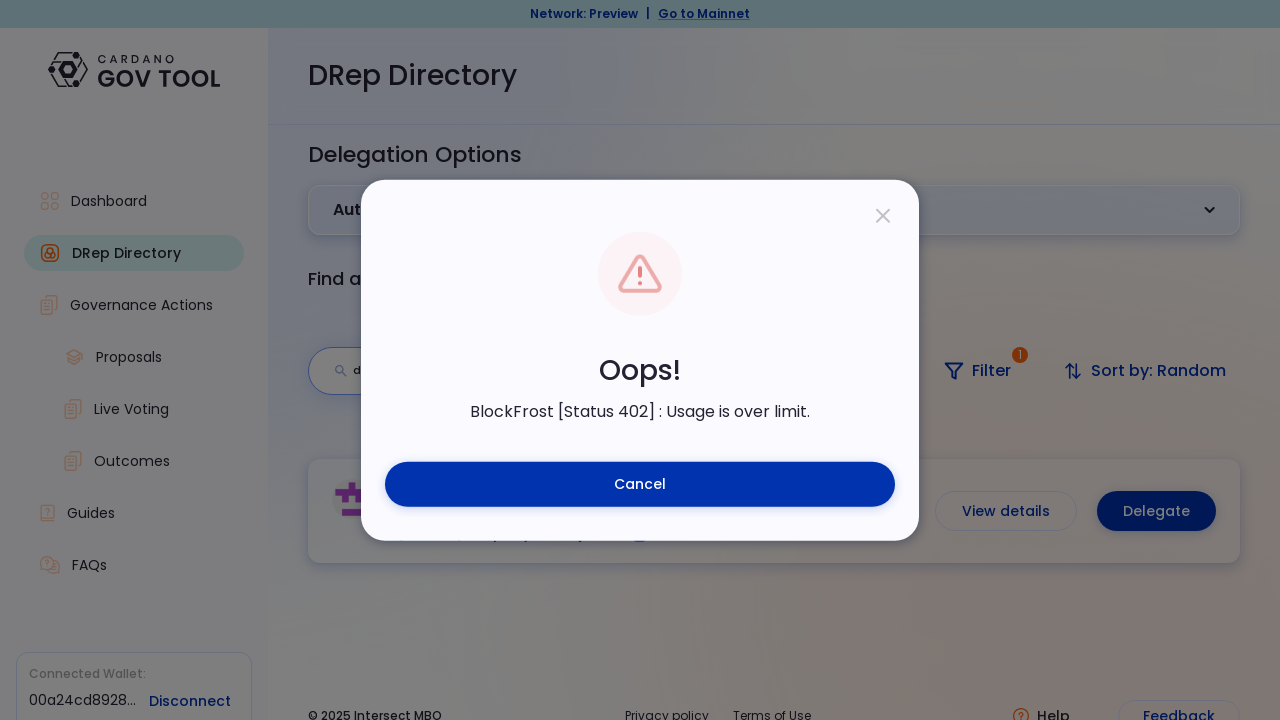 Network: Preview | Go to Mainnet
CARDANO
GOV TOOL
DRep Directory
Dashboard
DRep Directory
Governance Actions
Proposals
Live Voting
Outcomes
Guides
FAQs
Connected Wallet:
00a24cd8928...
Disconnect
Delegation Options
Aut
Find a
d
Filter
1
Sort by: Random
Oops!
BlockFrost [Status 402] : Usage is over limit.
Cancel
View details
Delegate
© 2025 Intersect MBO
Privacy policy
Terms of Use
Help
Feedback